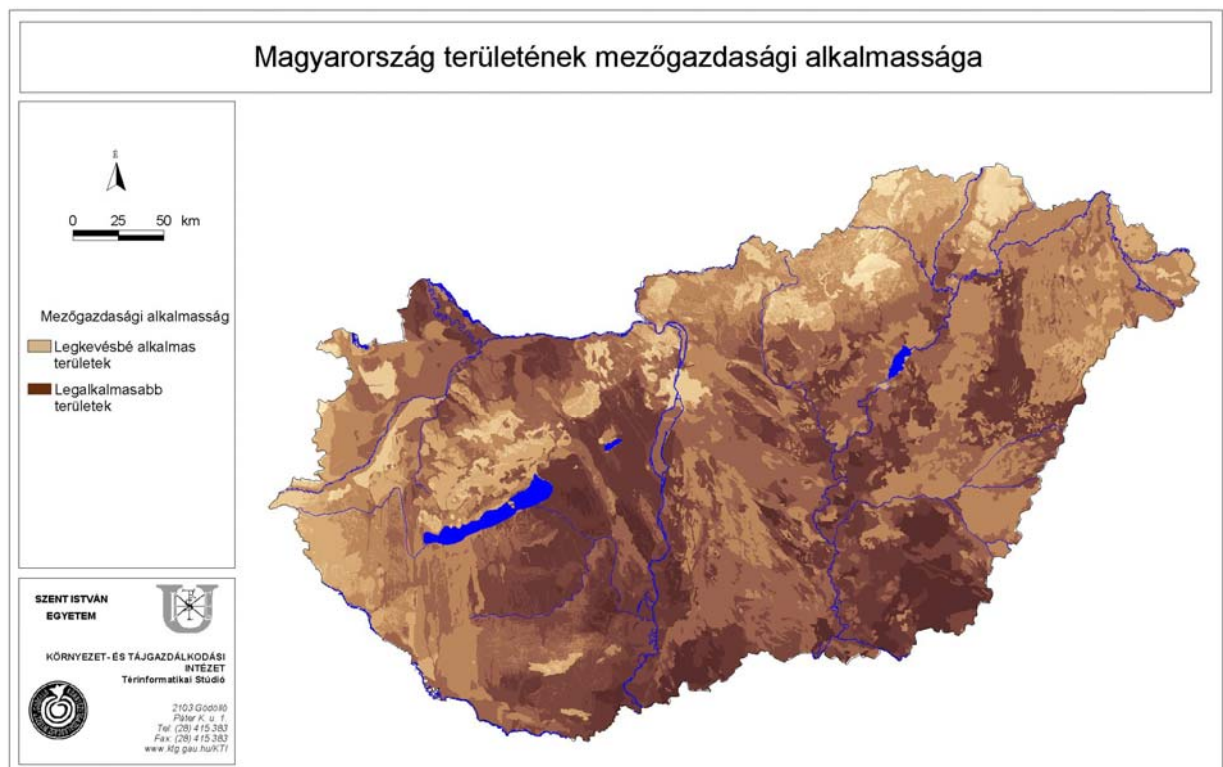 Magyarország területének mezőgazdasági alkalmassága
É
0 25 50 km
Mezőgazdasági alkalmasság
Legkevésbé alkalmas
területek
Legalkalmasabb
területek
SZENT ISTVÁN
EGYETEM
KÖRNYEZET- ÉS TÁJGAZDÁLKODÁSI
INTÉZET
Térinformatikai Stúdió
2103 Gödöllő
Páter K. u. 1.
Tel: (28) 415 383
Fax: (28) 415 383
www.ktg.gau.hu/KTI